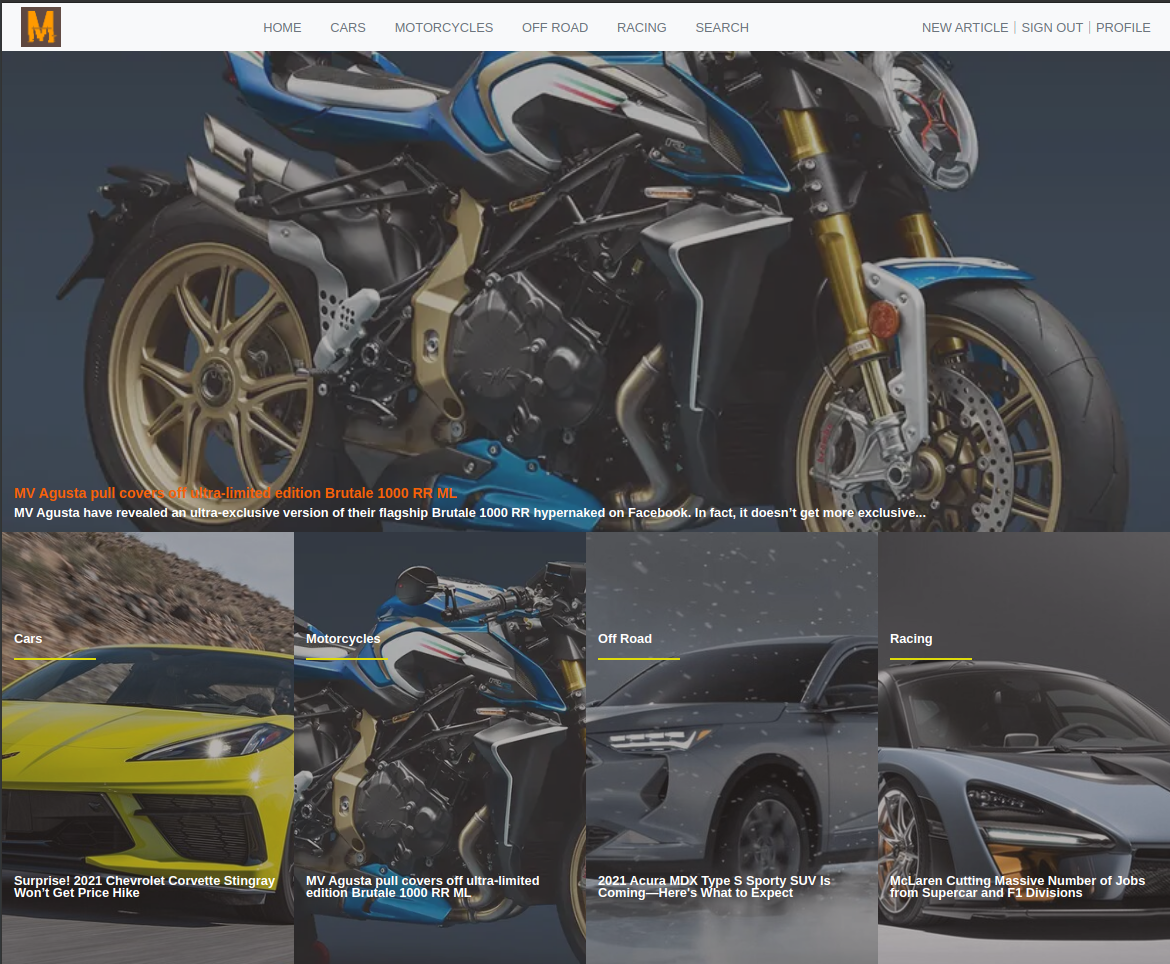 M
HOME CARS MOTORCYCLES OFF ROAD RACING SEARCH NEW ARTICLE | SIGN OUT | PROFILE
MV Agusta pull covers off ultra-limited edition Brutale 1000 RR ML
MV Agusta have revealed an ultra-exclusive version of their flagship Brutale 1000 RR hypernaked on Facebook. In fact, it doesn’t get more exclusive...
Cars
Surprise! 2021 Chevrolet Corvette Stingray
Won't Get Price Hike
Motorcycles
MV Agusta pull covers off ultra-limited
edition Brutale 1000 RR ML
Off Road
2021 Acura MDX Type S Sporty SUV Is
Coming—Here's What to Expect
Racing
McLaren Cutting Massive Number of Jobs
from Supercar and F1 Divisions